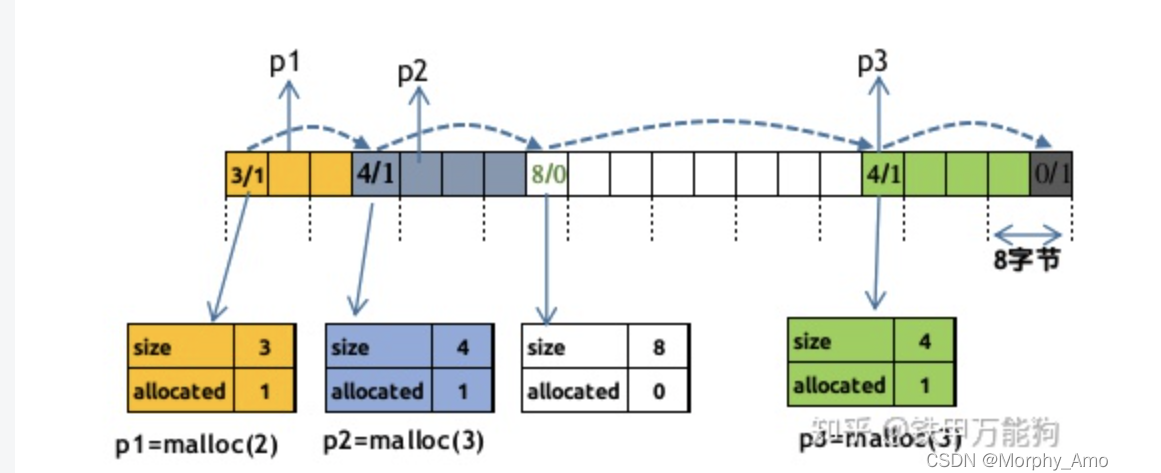 p1
p2
p3
3/1
4/1
8/0
4/1
0/1
8字节
size 3
allocated 1
size 4
allocated 1
size 8
allocated 0
size 4
allocated 1
p1=malloc(2)
p2=malloc(3)
p3=malloc(3)
知乎 @铁甲万能狗
CSDN @Morphy_Amo